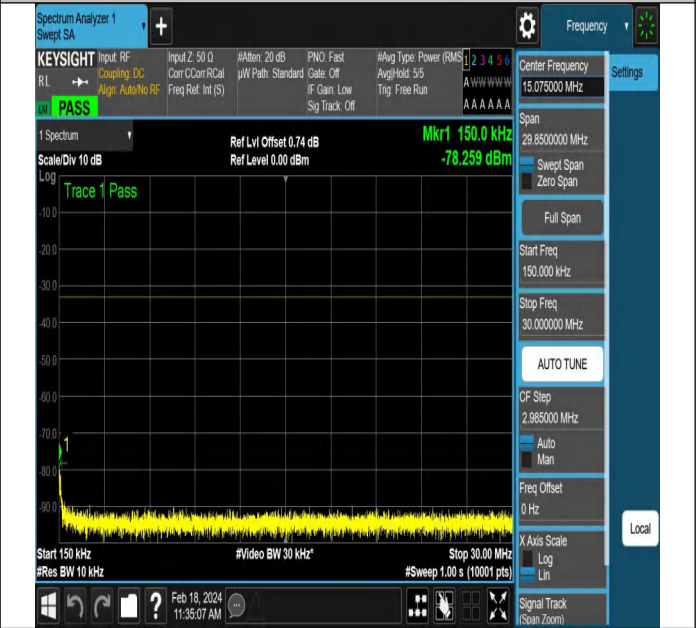 Spectrum Analyzer 1
Swept SA
+
Frequency
KEYSIGHT
Input: RF
Coupling: DC
Align: Auto/No RF
Input Z: 50 Ω
Corr CCorr RCal
Freq Ref: Int (S)
#Atten: 20 dB
µW Path: Standard
PNO: Fast
Gate: Off
IF Gain: Low
Sig Track: Off
#Avg Type: Power (RMS
Avg|Hold: 5/5
Trig: Free Run
1 2 3 4 5 6
A W W W W W
A A A A A A
RL
PASS
1 Spectrum
Scale/Div 10 dB
Ref Lvl Offset 0.74 dB
Ref Level 0.00 dBm
Mkr1 150.0 kHz
-78.259 dBm
Log
Trace 1 Pass
-10.0
-20.0
-30.0
-40.0
-50.0
-60.0
-70.0
1
-80.0
-90.0
Start 150 kHz
#Res BW 10 kHz
#Video BW 30 kHz*
Stop 30.00 MHz
#Sweep 1.00 s (10001 pts)
Feb 18, 2024
11:35:07 AM
?
Center Frequency
15.075000 MHz
Settings
Span
29.8500000 MHz
Swept Span
Zero Span
Full Span
Start Freq
150.000 kHz
Stop Freq
30.000000 MHz
AUTO TUNE
CF Step
2.985000 MHz
Auto
Man
Freq Offset
0 Hz
X Axis Scale
Log
Lin
Local
Signal Track
(Span Zoom)